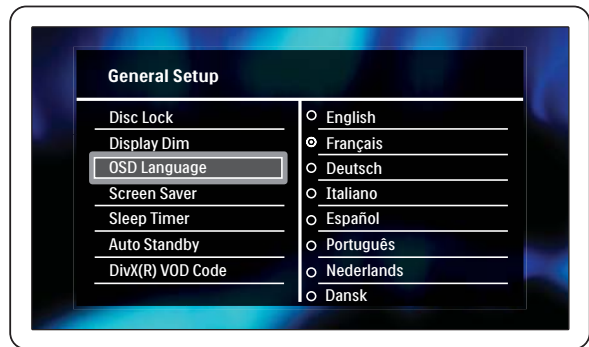 General Setup
Disc Lock
Display Dim
OSD Language
Screen Saver
Sleep Timer
Auto Standby
DivX(R) VOD Code
English
Français
Deutsch
Italiano
Español
Português
Nederlands
Dansk